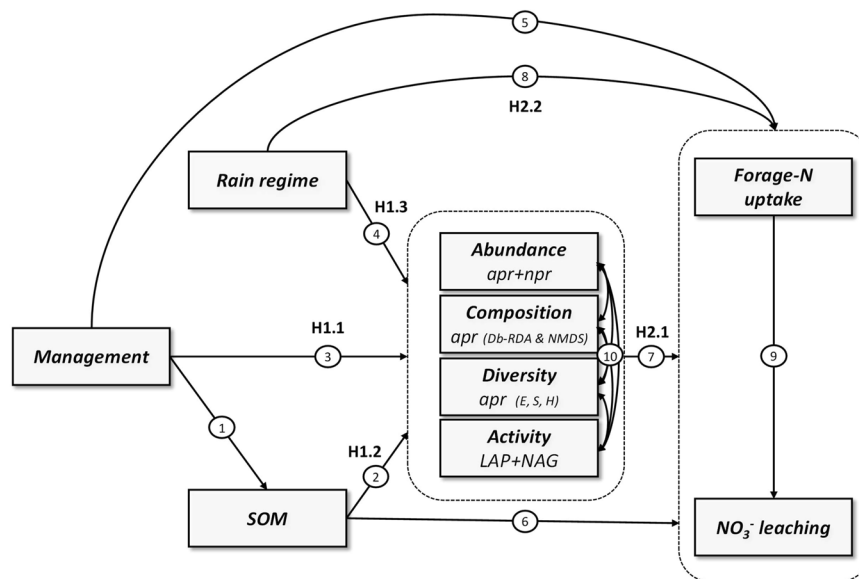 5
8
H2.2
Rain regime
Forage-N
uptake
H1.3
4
Abundance
apr+npr
Composition
apr (Db-RDA & NMDS)
H1.1
H2.1
Management
3
10
7
9
Diversity
apr (E, S, H)
1
Activity
LAP+NAG
H1.2
2
SOM
6
NO₃⁻ leaching